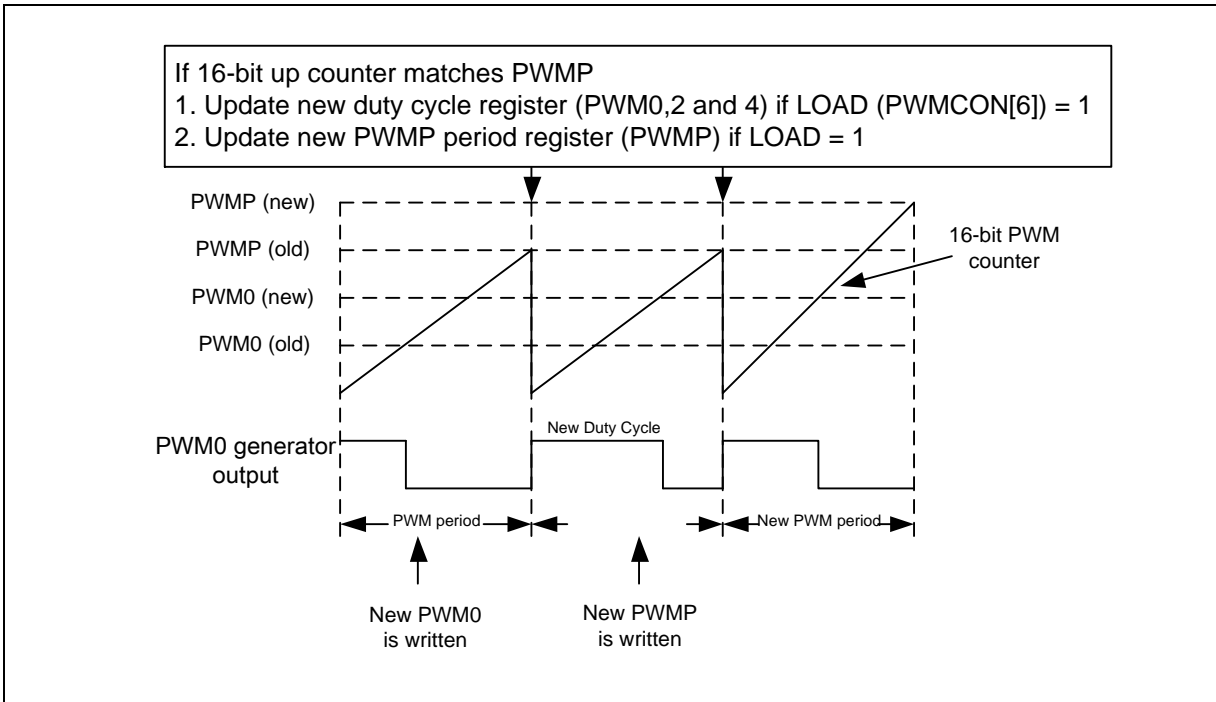 If 16-bit up counter matches PWMP
1. Update new duty cycle register (PWM0,2 and 4) if LOAD (PWMCON[6]) = 1
2. Update new PWMP period register (PWMP) if LOAD = 1
PWMP (new)
PWMP (old)
PWM0 (new)
PWM0 (old)
16-bit PWM
counter
PWM0 generator
output
New Duty Cycle
PWM period
New PWM period
New PWM0
is written
New PWMP
is written